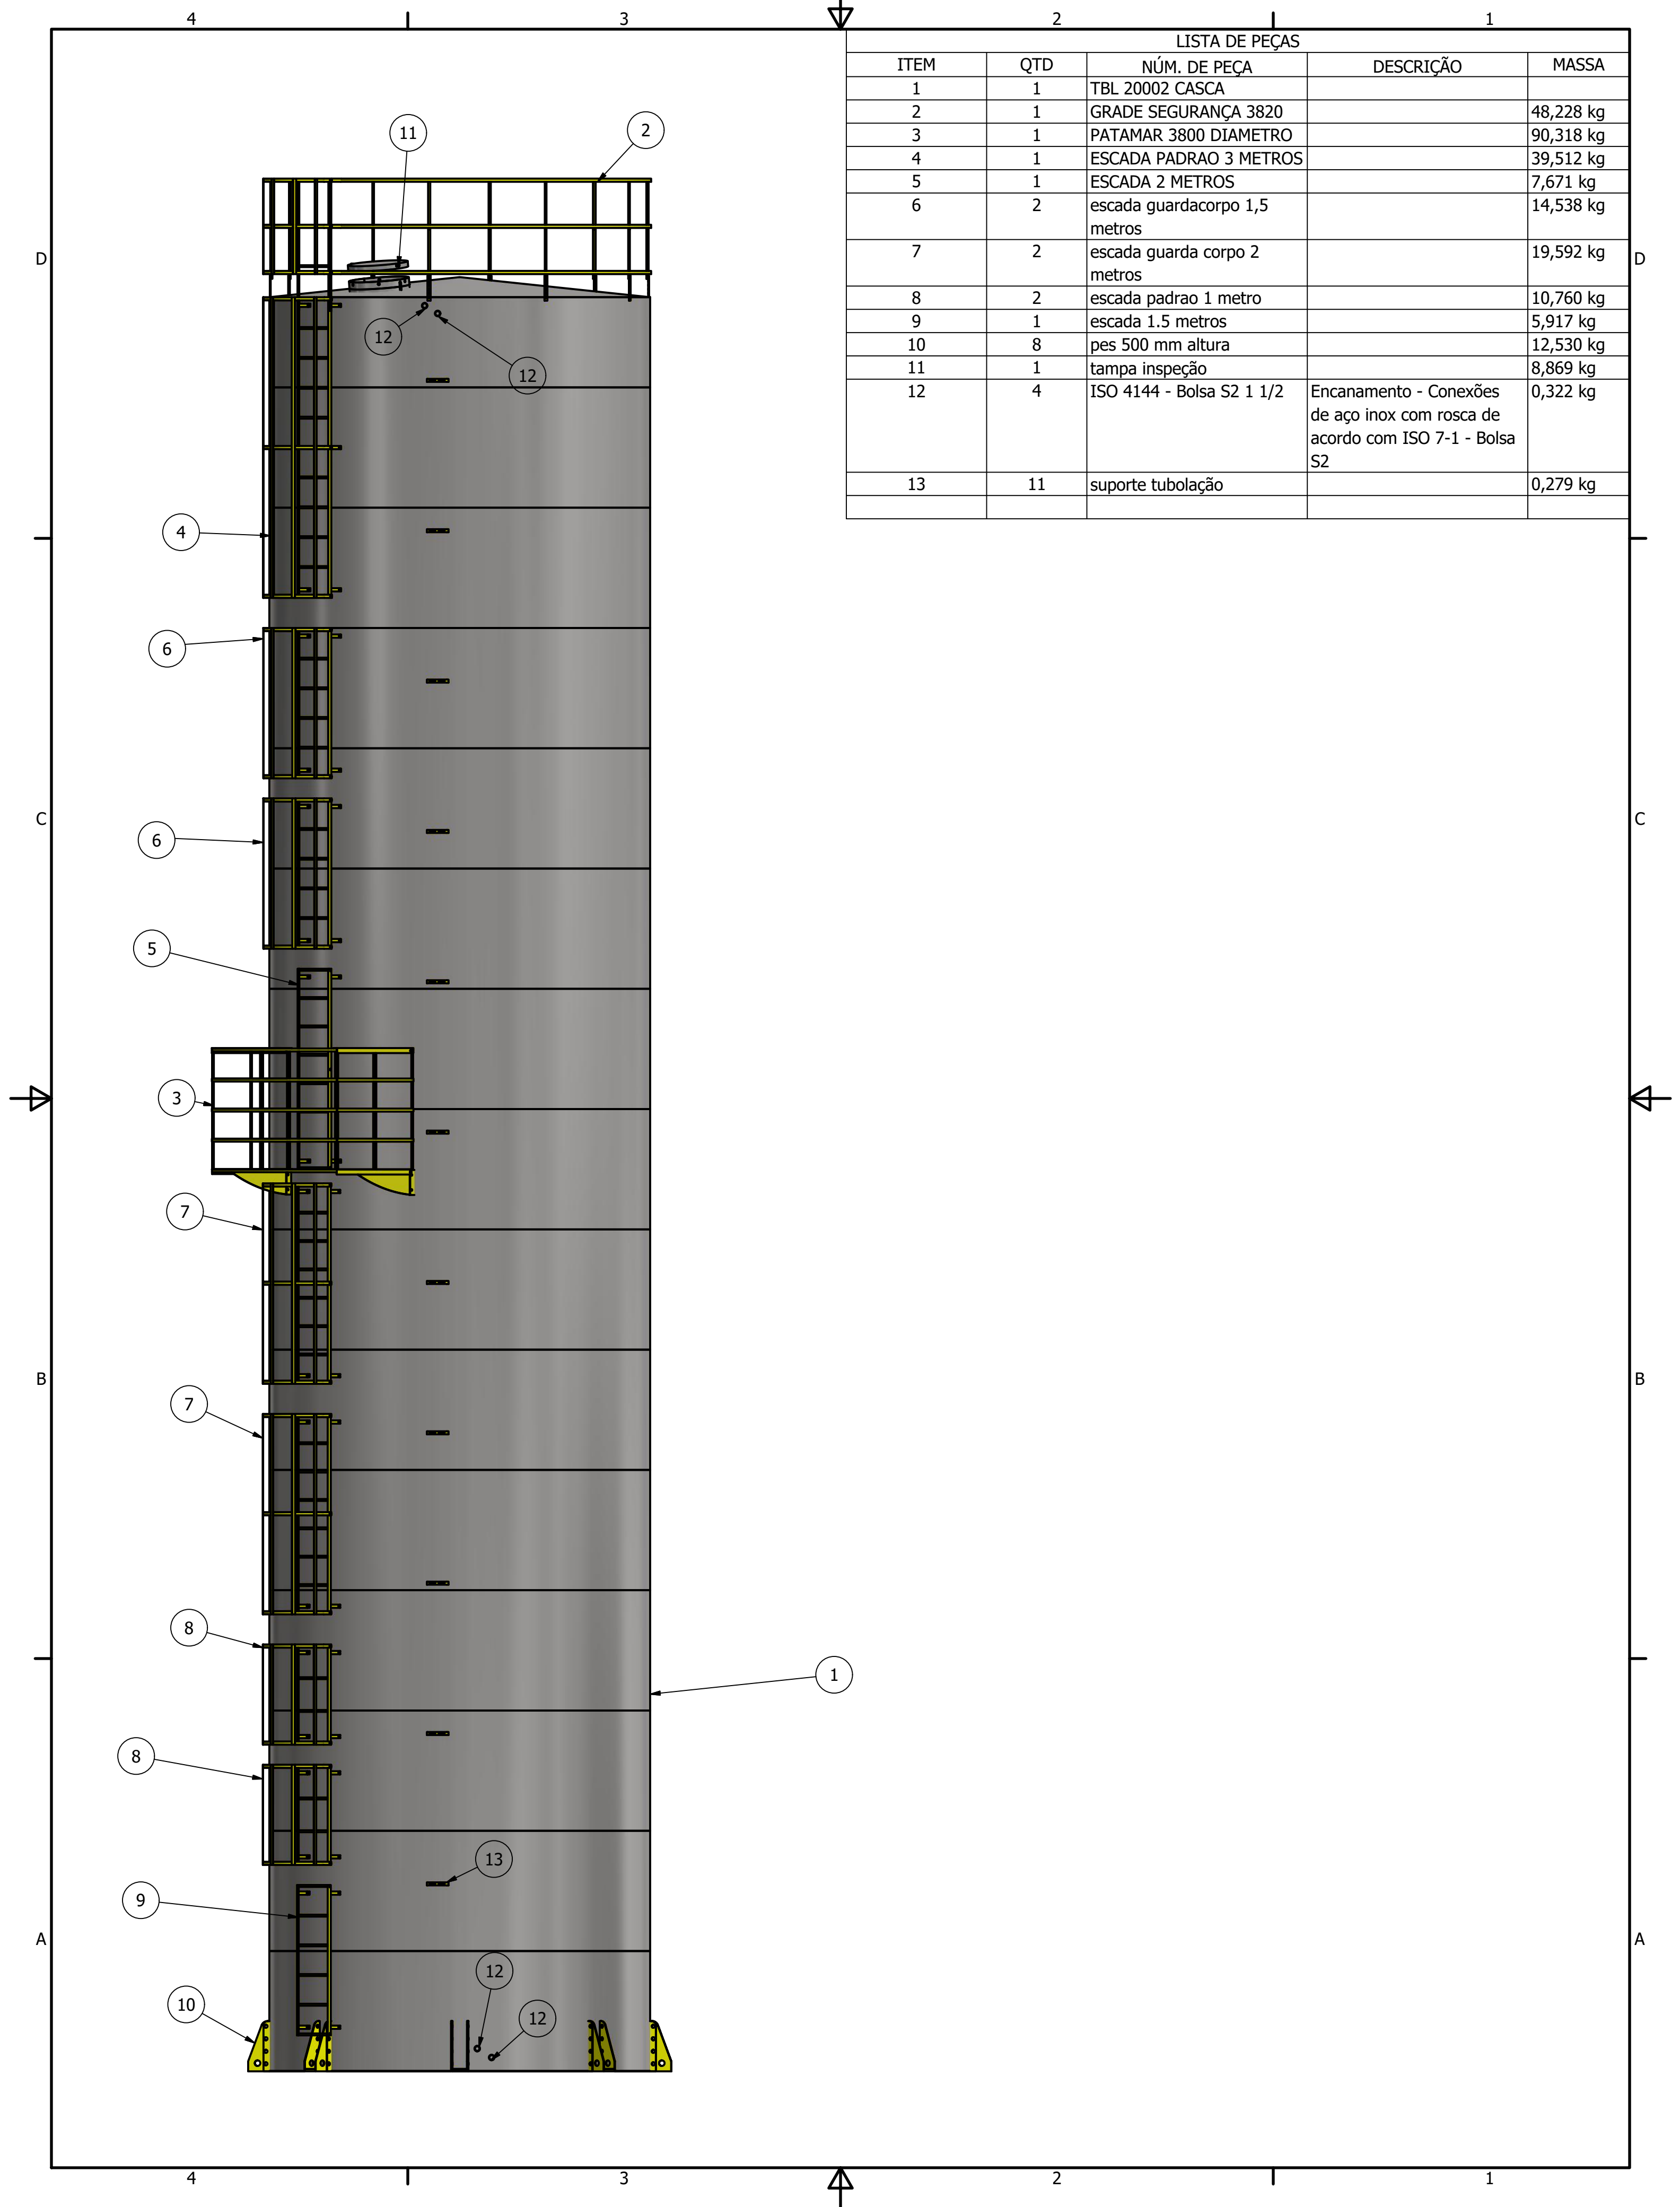 4 3 2 1
LISTA DE PEÇAS
ITEM QTD NÚM. DE PEÇA DESCRIÇÃO MASSA
1 1 TBL 20002 CASCA
2 1 GRADE SEGURANÇA 3820 48,228 kg
3 1 PATAMAR 3800 DIAMETRO 90,318 kg
4 1 ESCADA PADRAO 3 METROS 39,512 kg
5 1 ESCADA 2 METROS 7,671 kg
6 2 escada guardacorpo 1,5 14,538 kg
metros
7 2 escada guarda corpo 2 19,592 kg
metros
8 2 escada padrao 1 metro 10,760 kg
9 1 escada 1.5 metros 5,917 kg
10 8 pes 500 mm altura 12,530 kg
11 1 tampa inspeção 8,869 kg
12 4 ISO 4144 - Bolsa S2 1 1/2 Encanamento - Conexões 0,322 kg
de aço inox com rosca de
acordo com ISO 7-1 - Bolsa
S2
13 11 suporte tubolação 0,279 kg
11
2
D
D
12
12
4
6
C
C
6
5
3
7
B
B
7
8
1
8
13
9
A
A
12
10
12
4 3 2 1